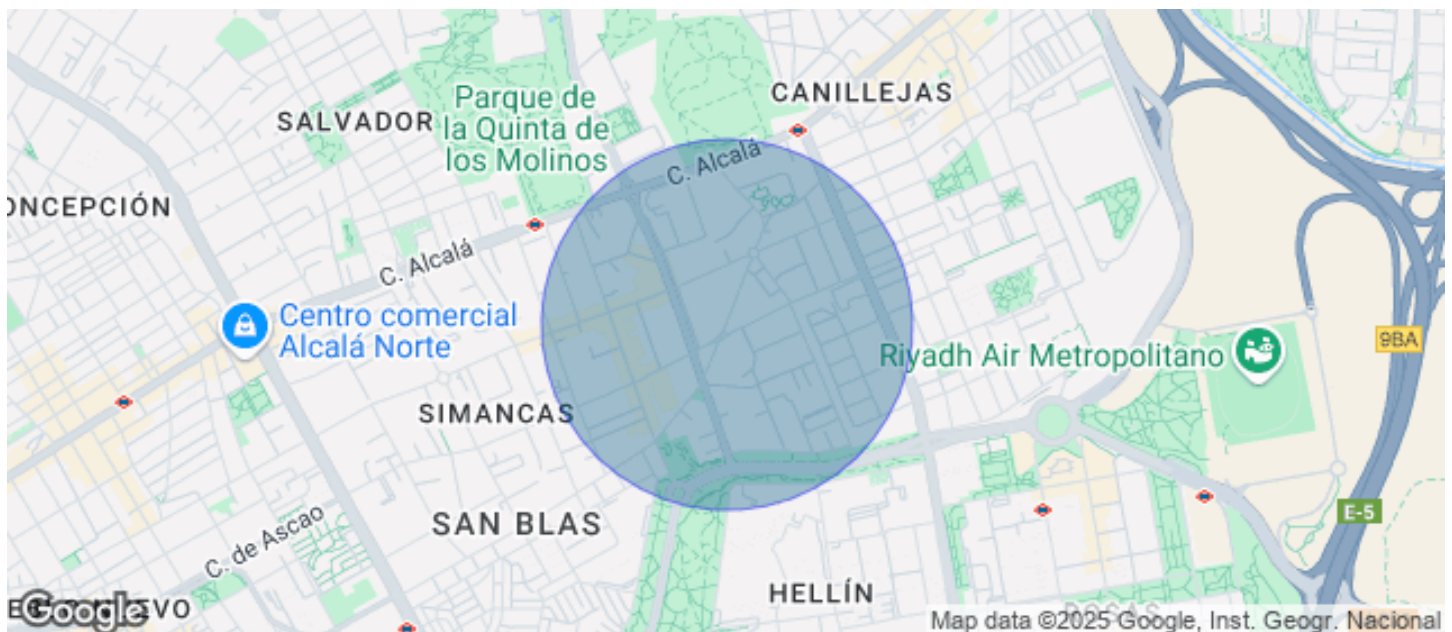 CANILLEJAS
Parque de
la Quinta de
los Molinos
SALVADOR
C. Alcalá
ONCEPCIÓN
C. Alcalá
Centro comercial
Alcalá Norte
Riyadh Air Metropolitano
9BA
SIMANCAS
SAN BLAS
E-5
C. de Ascao
HELLÍN
Google
EVO
Map data ©2025 Google, Inst. Geogr. Nacional